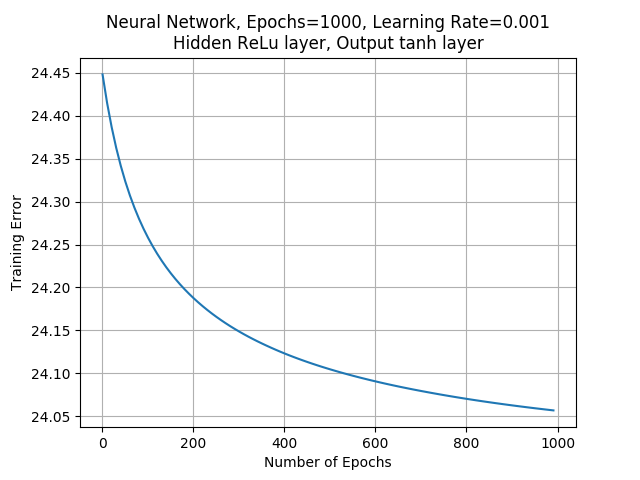 Neural Network, Epochs=1000, Learning Rate=0.001
Hidden ReLu layer, Output tanh layer
24.45
24.40
24.35
24.30
24.25
24.20
24.15
24.10
24.05
Training Error
0 200 400 600 800 1000
Number of Epochs